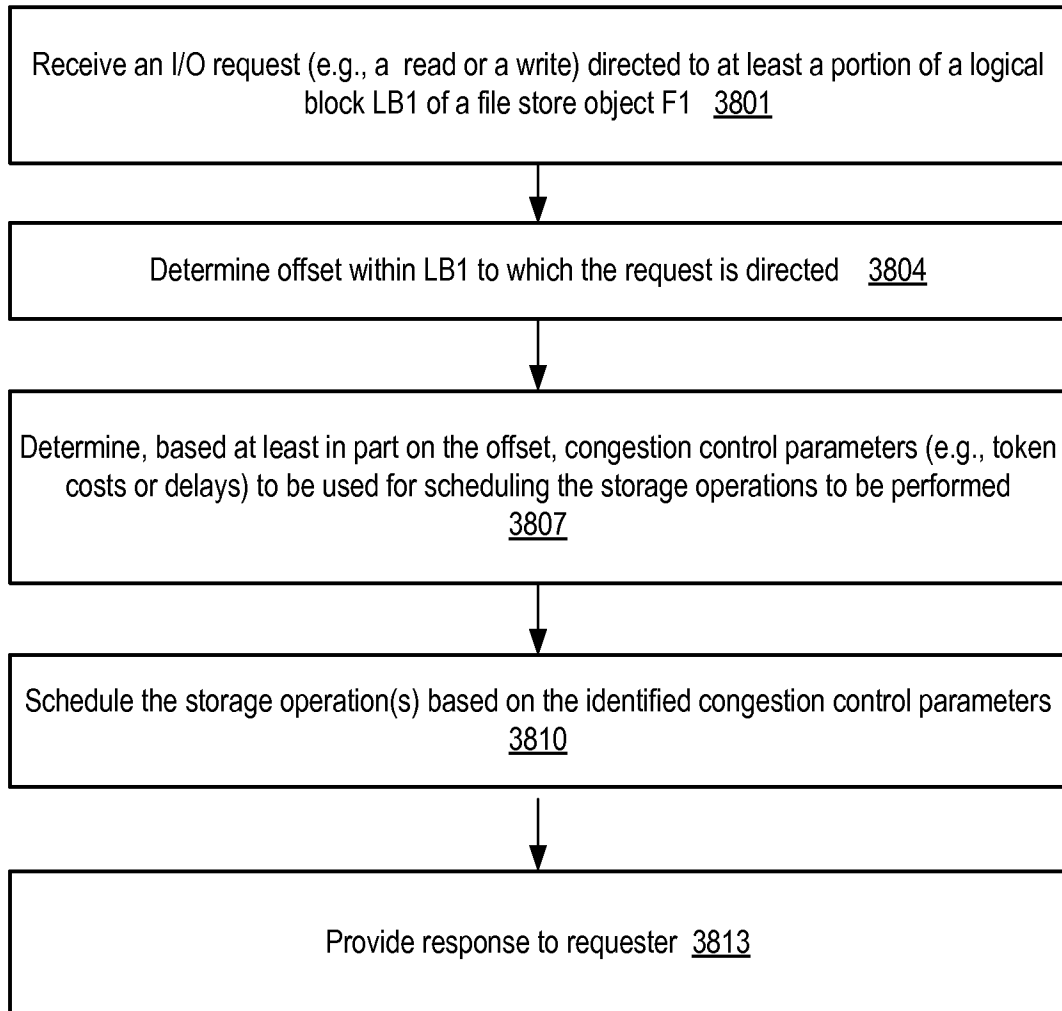 Receive an I/O request (e.g., a read or a write) directed to at least a portion of a logical
block LB1 of a file store object F1 3801
Determine offset within LB1 to which the request is directed 3804
Determine, based at least in part on the offset, congestion control parameters (e.g., token
costs or delays) to be used for scheduling the storage operations to be performed
3807
Schedule the storage operation(s) based on the identified congestion control parameters
3810
Provide response to requester 3813